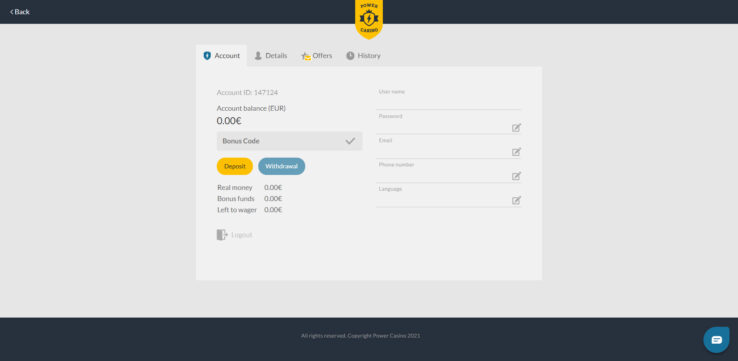 Back
POWER
CASINO
Account
Details
Offers
History
Account ID: 147124
Account balance (EUR)
0.00€
Bonus Code
Deposit
Withdrawal
Real money 0.00€
Bonus funds 0.00€
Left to wager 0.00€
Logout
User name
Password
Email
Phone number
Language
All rights reserved, Copyright Power Casino 2021